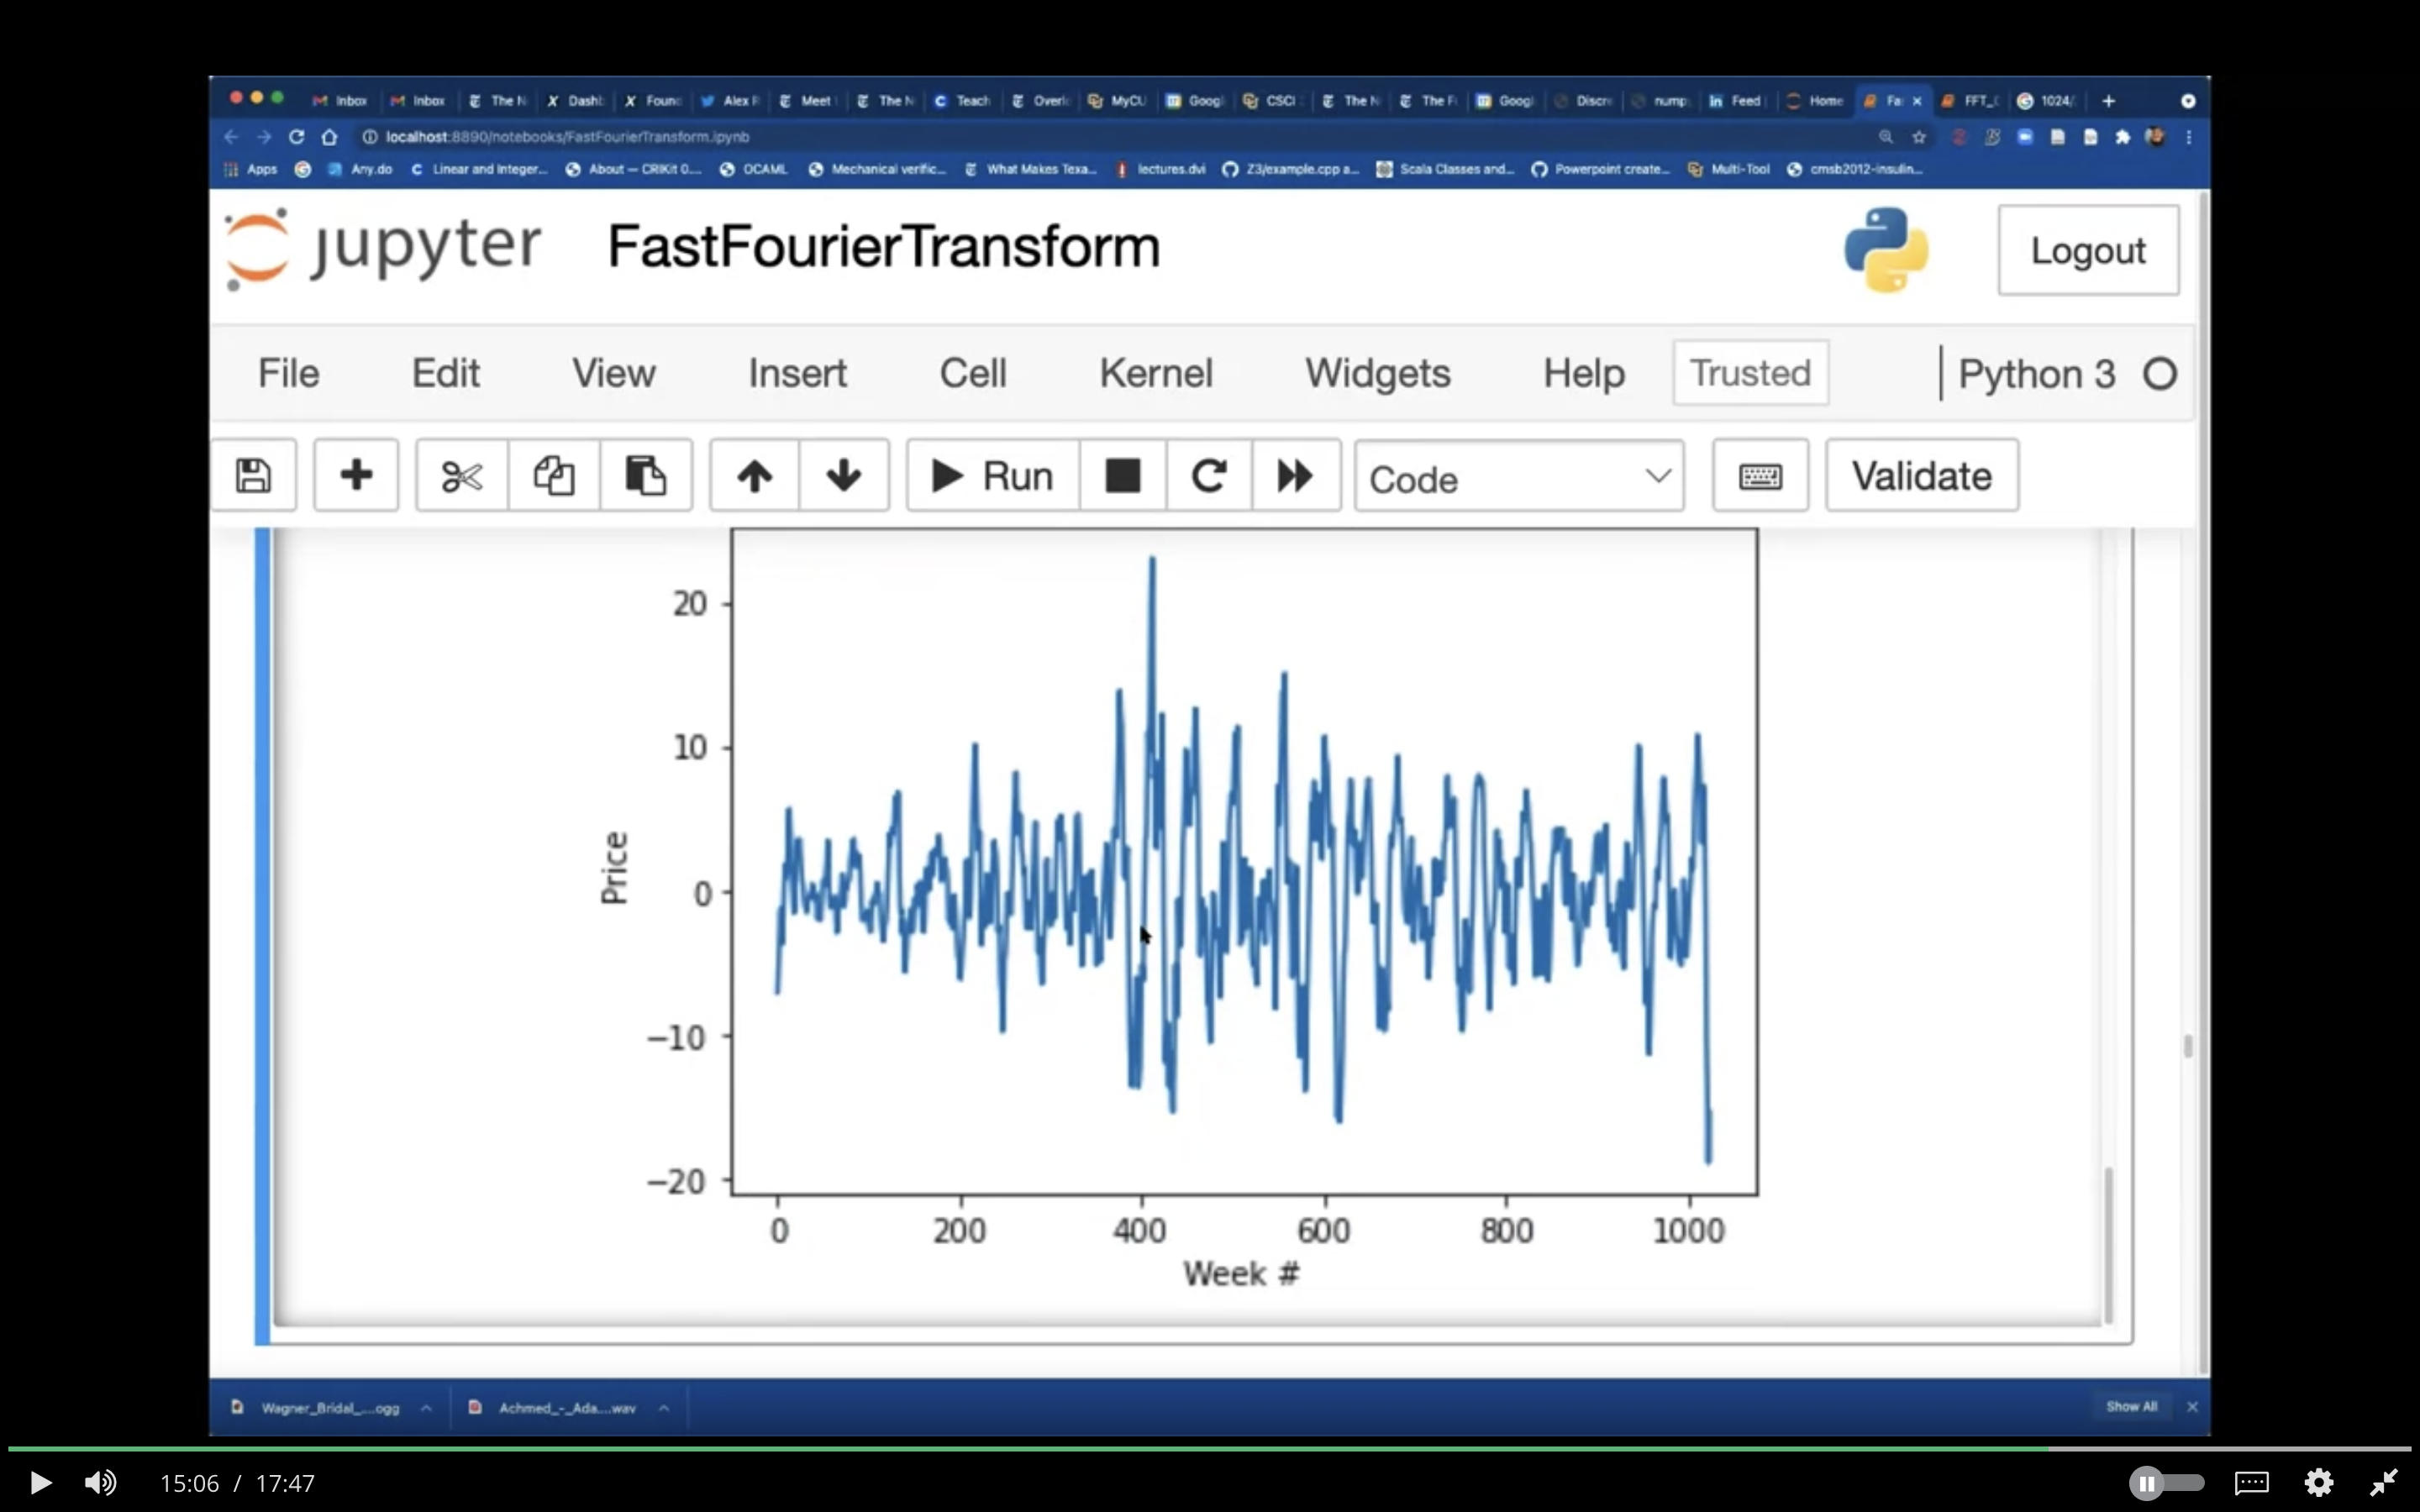 Inbox Inbox The N Dashb Found Alex R Meet The N Teach Overl MyCU Googl CSCI The N The F Googl Discre nump Feed Home Fa FFT_C 1024/
localhost:8890/notebooks/FastFourierTransform.ipynb
Apps Any.do Linear and Integer... About — CRIKit O.... OCAML Mechanical verific... What Makes Texa... lectures.dvi Z3/example.cpp a... Scala Classes and... Powerpoint create... Multi-Tool cmsb2012-insulin...
jupyter FastFourierTransform Logout
File Edit View Insert Cell Kernel Widgets Help Trusted Python 3
Run Code Validate
20
10
0
−10
−20
Price
0 200 400 600 800 1000
Week #
Wagner_Bridal_....ogg Achmed_-_Ada....wav Show All
15:06 / 17:47